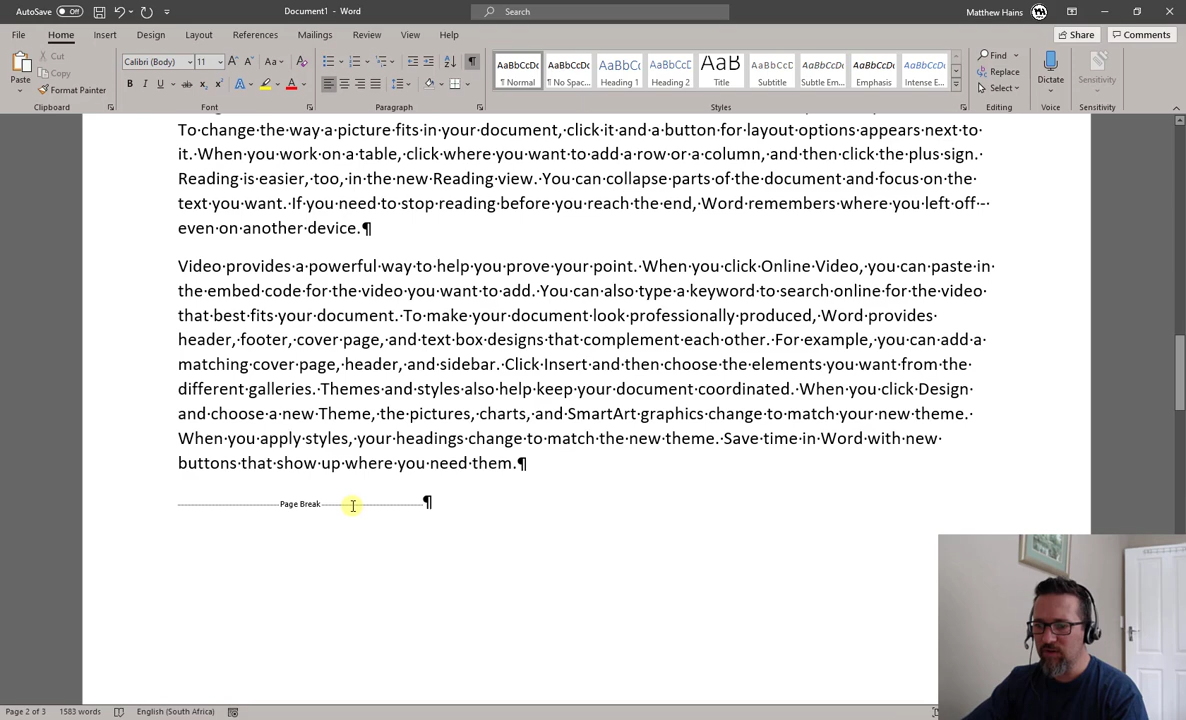 AutoSave Off
Document1 - Word
Search
Matthew Hains
File Home Insert Design Layout References Mailings Review View Help
Share Comments
Paste
Cut
Copy
Format Painter
Clipboard
Calibri (Body) 11
Font
Paragraph
AaBbCcDc AaBbCcDc AaBbCc AaBbCcD AaB AaBbCcD AaBbCcDc AaBbCcDc AaBbCcDc
¶ Normal ¶ No Spac... Heading 1 Heading 2 Title Subtitle Subtle Em... Emphasis Intense E...
Styles
Find
Replace
Select
Editing
Dictate
Voice
Sensitivity
Sensitivity
To·change·the·way·a·picture·fits·in·your·document,·click·it·and·a·button·for·layout·options·appears·next·to·
it.·When·you·work·on·a·table,·click·where·you·want·to·add·a·row·or·a·column,·and·then·click·the·plus·sign.·
Reading·is·easier,·too,·in·the·new·Reading·view.·You·can·collapse·parts·of·the·document·and·focus·on·the·
text·you·want.·If·you·need·to·stop·reading·before·you·reach·the·end,·Word·remembers·where·you·left·off·-·
even·on·another·device.¶
Video·provides·a·powerful·way·to·help·you·prove·your·point.·When·you·click·Online·Video,·you·can·paste·in·
the·embed·code·for·the·video·you·want·to·add.·You·can·also·type·a·keyword·to·search·online·for·the·video·
that·best·fits·your·document.·To·make·your·document·look·professionally·produced,·Word·provides·
header,·footer,·cover·page,·and·text·box·designs·that·complement·each·other.·For·example,·you·can·add·a·
matching·cover·page,·header,·and·sidebar.·Click·Insert·and·then·choose·the·elements·you·want·from·the·
different·galleries.·Themes·and·styles·also·help·keep·your·document·coordinated.·When·you·click·Design·
and·choose·a·new·Theme,·the·pictures,·charts,·and·SmartArt·graphics·change·to·match·your·new·theme.·
When·you·apply·styles,·your·headings·change·to·match·the·new·theme.·Save·time·in·Word·with·new·
buttons·that·show·up·where·you·need·them.¶
Page Break ¶
Page 2 of 3 1583 words English (South Africa)